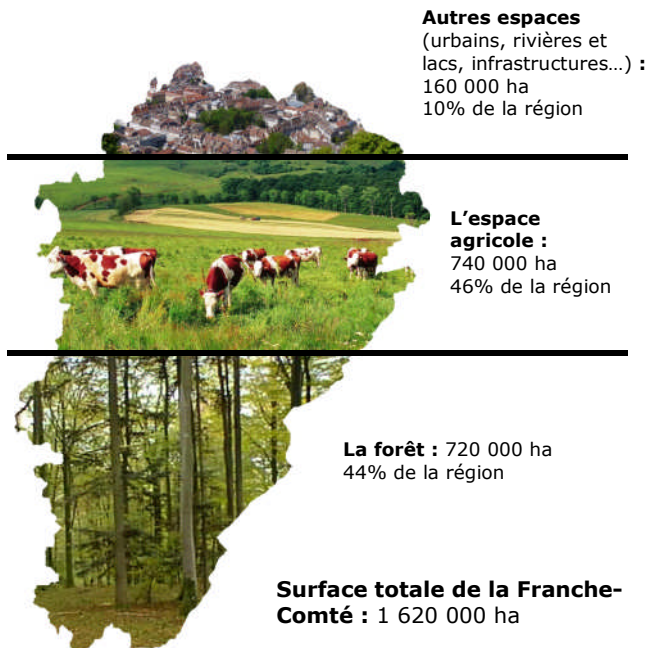 Autres espaces
(urbains, rivières et
lacs, infrastructures…) :
160 000 ha
10% de la région
L’espace
agricole :
740 000 ha
46% de la région
La forêt : 720 000 ha
44% de la région
Surface totale de la Franche-
Comté : 1 620 000 ha